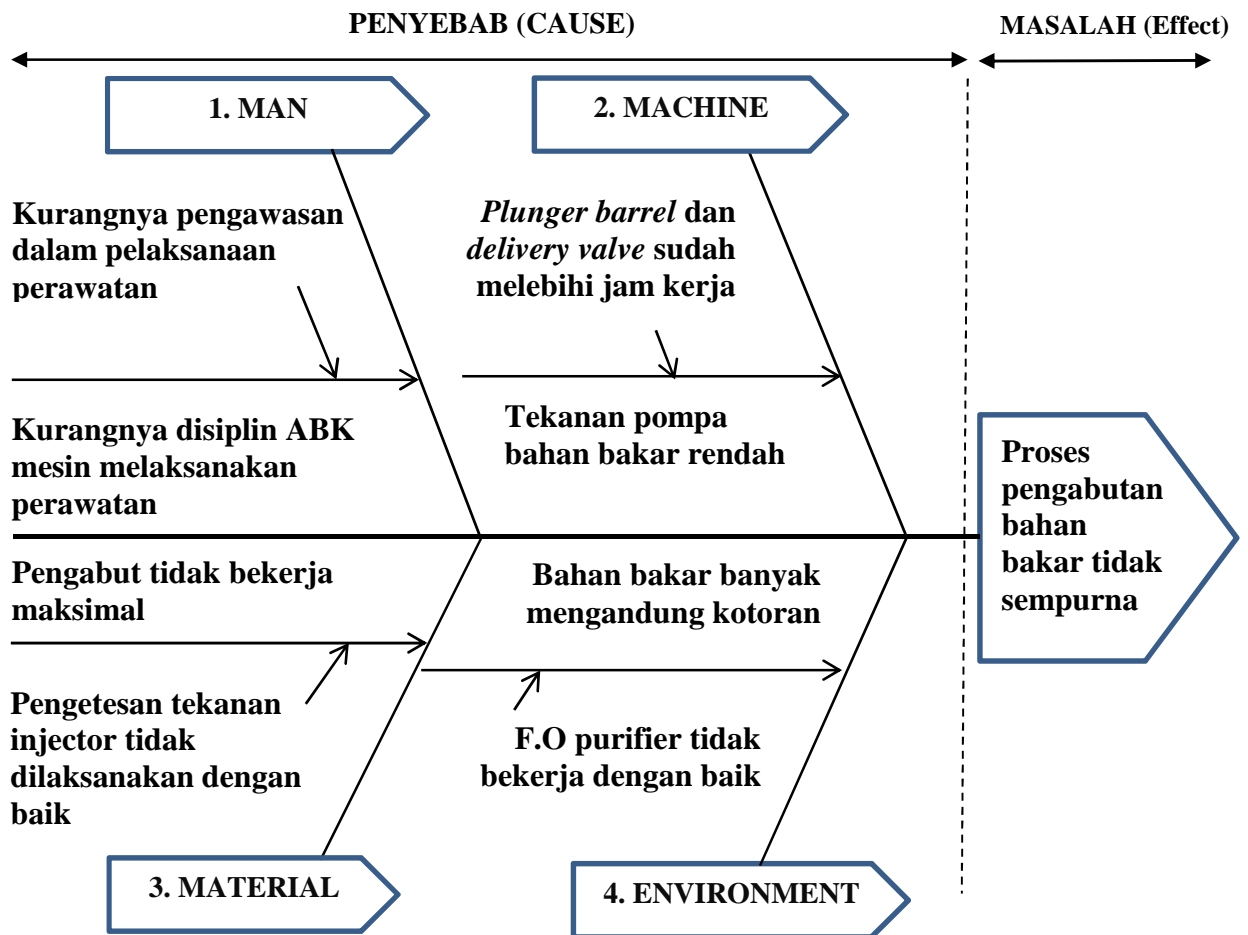 PENYEBAB (CAUSE)
MASALAH (Effect)
1. MAN
2. MACHINE
Kurangnya pengawasan
dalam pelaksanaan
perawatan
Plunger barrel dan
delivery valve sudah
melebihi jam kerja
Kurangnya disiplin ABK
mesin melaksanakan
perawatan
Tekanan pompa
bahan bakar rendah
Proses
pengabutan
bahan
bakar tidak
sempurna
Pengabut tidak bekerja
maksimal
Bahan bakar banyak
mengandung kotoran
Pengetesan tekanan
injector tidak
dilaksanakan dengan
baik
F.O purifier tidak
bekerja dengan baik
3. MATERIAL
4. ENVIRONMENT